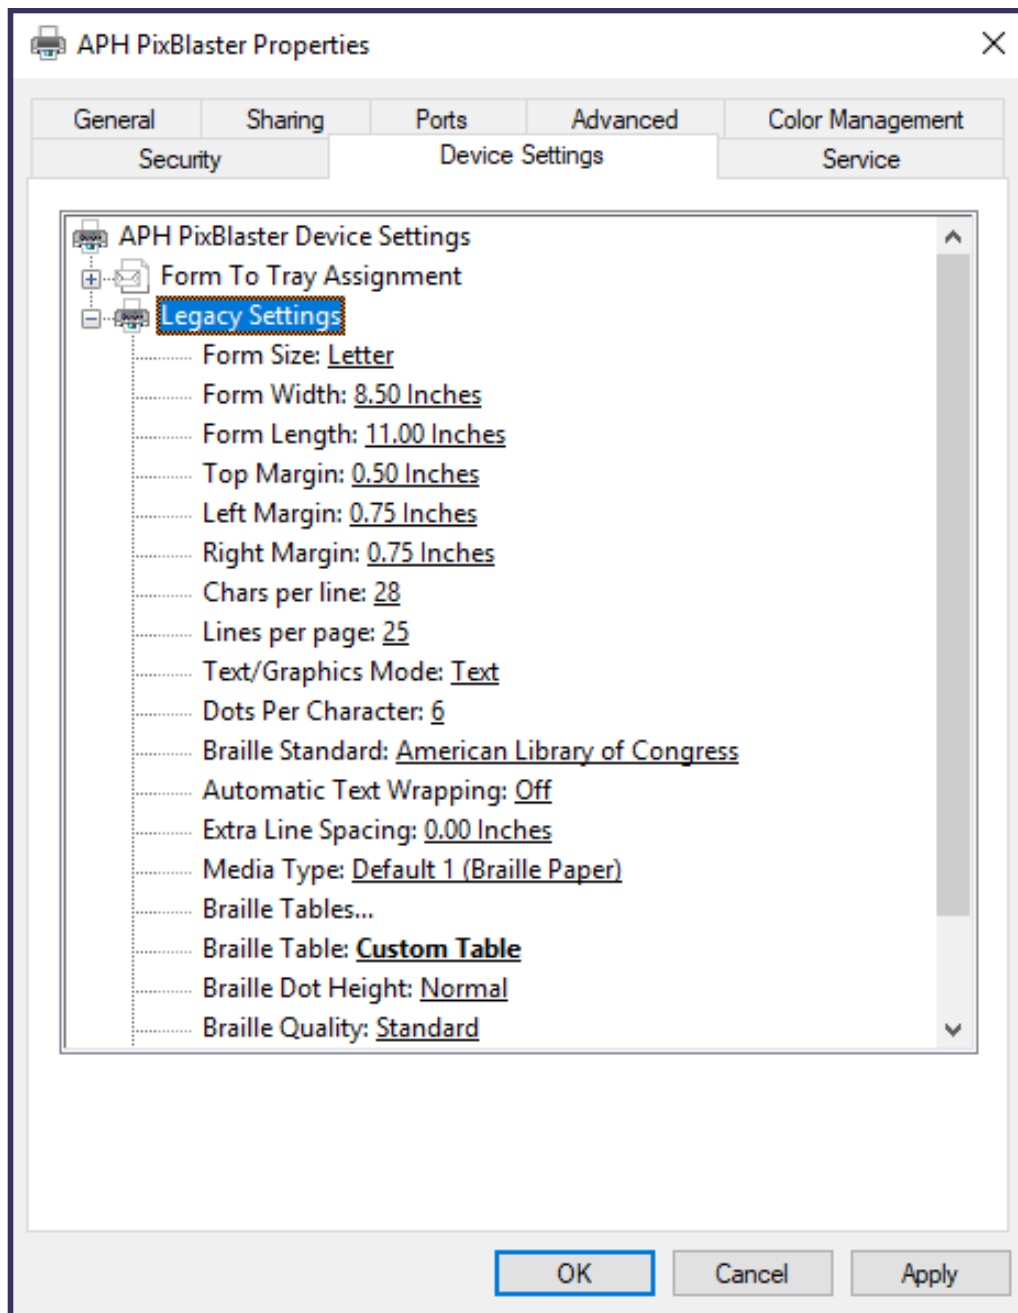 APH PixBlaster Properties
General Sharing Ports Advanced Color Management
Security Device Settings Service
APH PixBlaster Device Settings
Form To Tray Assignment
Legacy Settings
Form Size: Letter
Form Width: 8.50 Inches
Form Length: 11.00 Inches
Top Margin: 0.50 Inches
Left Margin: 0.75 Inches
Right Margin: 0.75 Inches
Chars per line: 28
Lines per page: 25
Text/Graphics Mode: Text
Dots Per Character: 6
Braille Standard: American Library of Congress
Automatic Text Wrapping: Off
Extra Line Spacing: 0.00 Inches
Media Type: Default 1 (Braille Paper)
Braille Tables...
Braille Table: Custom Table
Braille Dot Height: Normal
Braille Quality: Standard
OK Cancel Apply